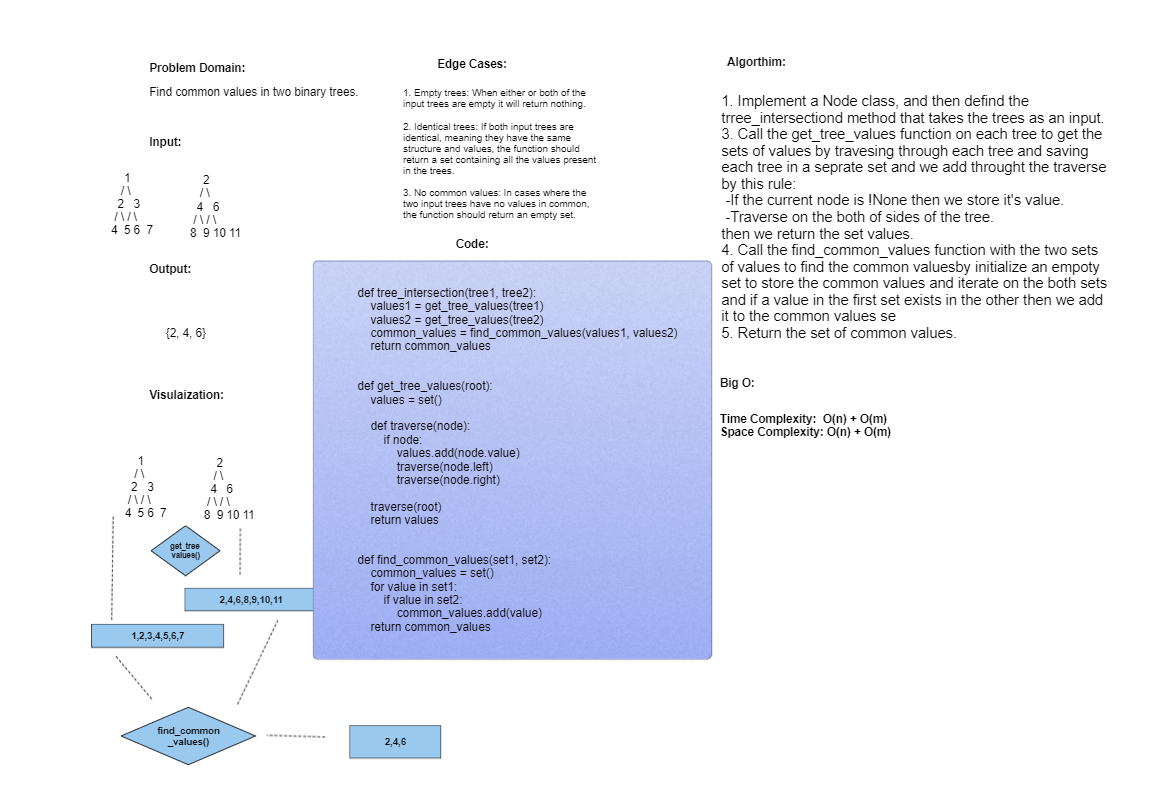 Problem Domain:
Find common values in two binary trees.
Input:
1
/\
2 3
/\/\
4 5 6 7
2
/\
4 6
/\/\
8 9 10 11
Output:
{2, 4, 6}
Visulaization:
1
/\
2 3
/\/\
4 5 6 7
2
/\
4 6
/\/\
8 9 10 11
get_tree
values()
2,4,6,8,9,10,11
1,2,3,4,5,6,7
find_common
_values()
2,4,6
Edge Cases:
1. Empty trees: When either or both of the
input trees are empty it will return nothing.
2. Identical trees: If both input trees are
identical, meaning they have the same
structure and values, the function should
return a set containing all the values present
in the trees.
3. No common values: In cases where the
two input trees have no values in common,
the function should return an empty set.
Code:
def tree_intersection(tree1, tree2):
values1 = get_tree_values(tree1)
values2 = get_tree_values(tree2)
common_values = find_common_values(values1, values2)
return common_values
def get_tree_values(root):
values = set()
def traverse(node):
if node:
values.add(node.value)
traverse(node.left)
traverse(node.right)
traverse(root)
return values
def find_common_values(set1, set2):
common_values = set()
for value in set1:
if value in set2:
common_values.add(value)
return common_values
Algorthim:
1. Implement a Node class, and then defind the
trree_intersectiond method that takes the trees as an input.
3. Call the get_tree_values function on each tree to get the
sets of values by travesing through each tree and saving
each tree in a seprate set and we add throught the traverse
by this rule:
-If the current node is !None then we store it's value.
-Traverse on the both of sides of the tree.
then we return the set values.
4. Call the find_common_values function with the two sets
of values to find the common valuesby initialize an empoty
set to store the common values and iterate on the both sets
and if a value in the first set exists in the other then we add
it to the common values se
5. Return the set of common values.
Big O:
Time Complexity: O(n) + O(m)
Space Complexity: O(n) + O(m)